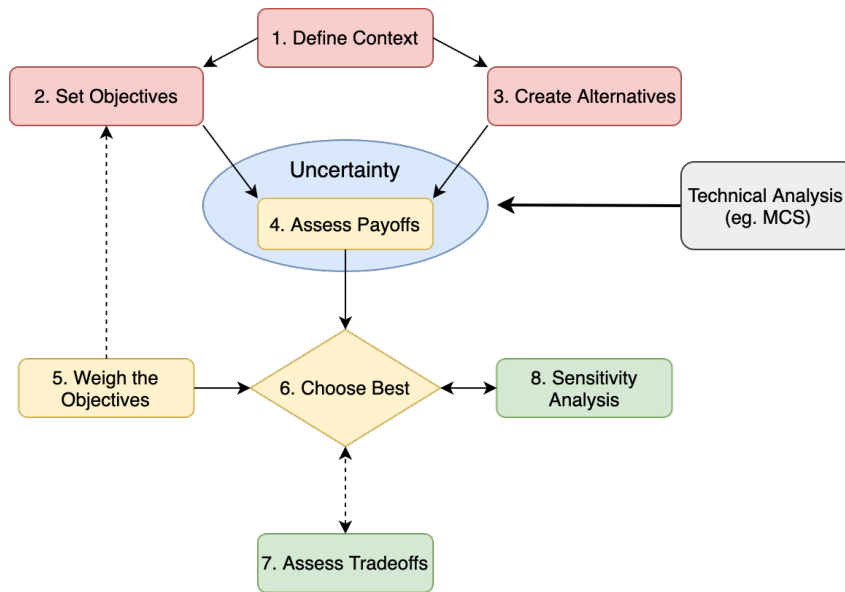 1. Define Context
2. Set Objectives
3. Create Alternatives
Uncertainty
4. Assess Payoffs
Technical Analysis
(eg. MCS)
5. Weigh the
Objectives
6. Choose Best
8. Sensitivity
Analysis
7. Assess Tradeoffs